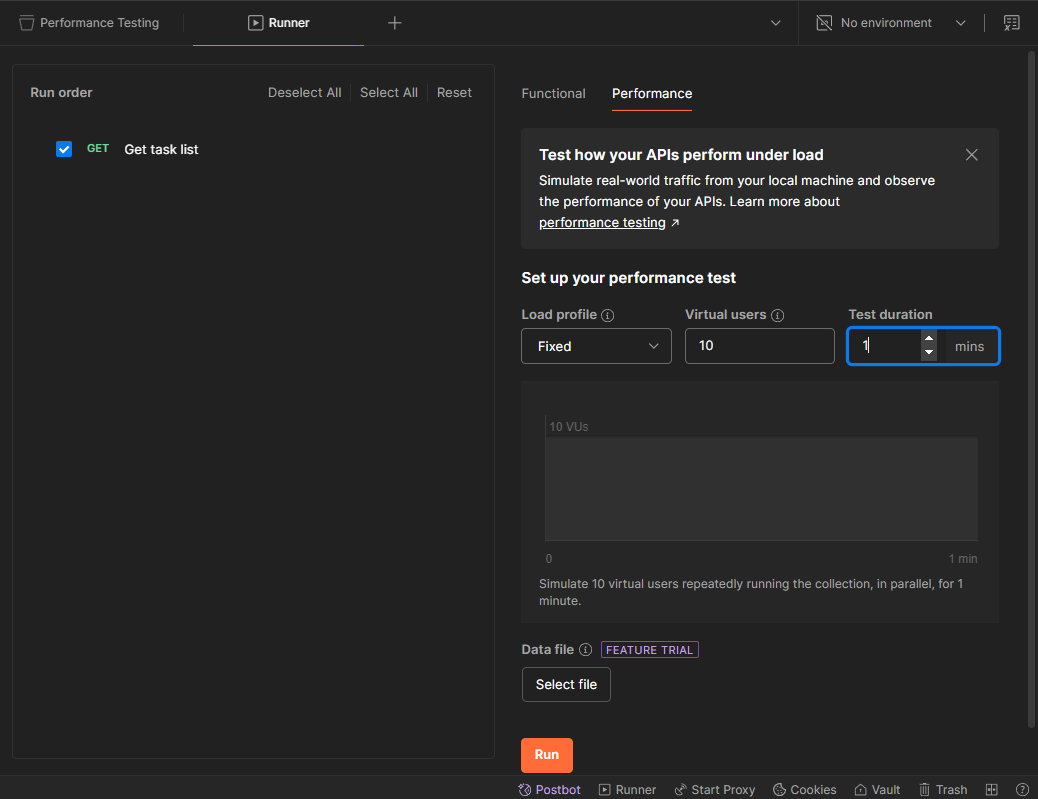 Performance Testing
Runner
No environment
Run order
Deselect All
Select All
Reset
GET Get task list
Functional
Performance
Test how your APIs perform under load
Simulate real-world traffic from your local machine and observe
the performance of your APIs. Learn more about
performance testing ↗
Set up your performance test
Load profile
Virtual users
Test duration
Fixed
10
1
mins
10 VUs
0
1 min
Simulate 10 virtual users repeatedly running the collection, in parallel, for 1
minute.
Data file
FEATURE TRIAL
Select file
Run
Postbot
Runner
Start Proxy
Cookies
Vault
Trash